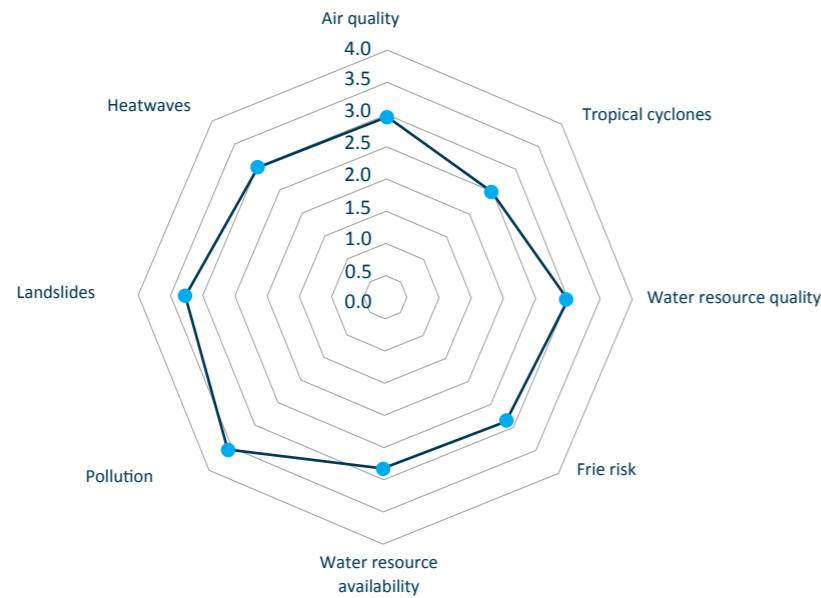 Air quality
4.0
3.5
3.0
2.5
2.0
1.5
1.0
0.5
0.0
Heatwaves
Tropical cyclones
Landslides
Water resource quality
Pollution
Frie risk
Water resource
availability